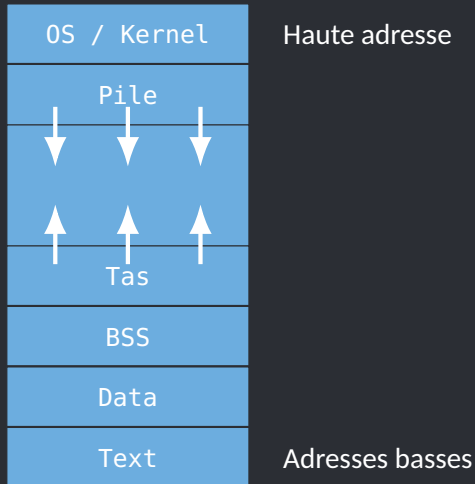 OS / Kernel Haute adresse
Pile
Tas
BSS
Data
Text Adresses basses